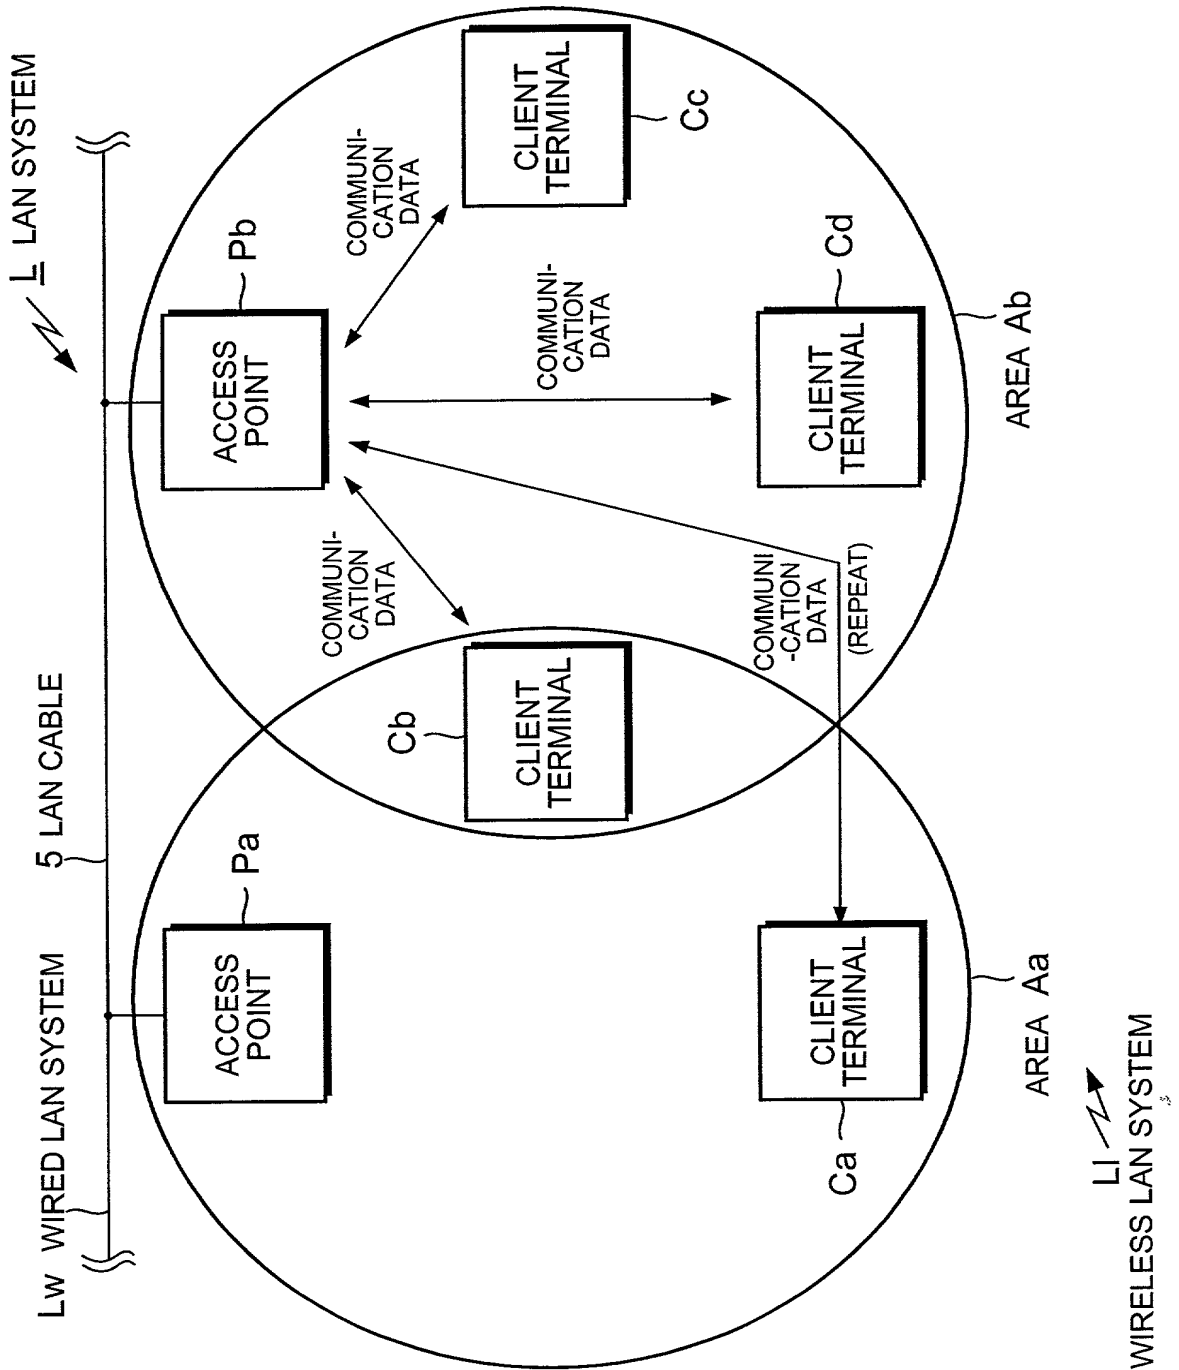 L LAN SYSTEM
Lw WIRED LAN SYSTEM
5 LAN CABLE
Pa
Pb
ACCESS
POINT
ACCESS
POINT
COMMUNI-
CATION
DATA
COMMUNI-
CATION
DATA
Cb
CLIENT
TERMINAL
CLIENT
TERMINAL
Cc
COMMUNI-
CATION
DATA
COMMUNI
-CATION
DATA
(REPEAT)
Ca
CLIENT
TERMINAL
CLIENT
TERMINAL
Cd
AREA Aa
AREA Ab
Ll
WIRELESS LAN SYSTEM